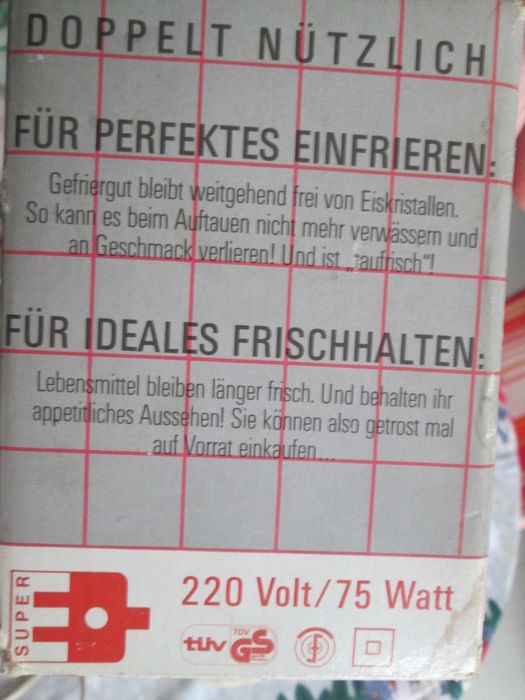 DOPPELT NÜTZLICH
FÜR PERFEKTES EINFRIEREN:
Gefriergut bleibt weitgehend frei von Eiskristallen.
So kann es beim Auftauen nicht mehr verwässern und
an Geschmack verlieren! Und ist „taufrisch"!
FÜR IDEALES FRISCHHALTEN:
Lebensmittel bleiben länger frisch. Und behalten ihr
appetitliches Aussehen! Sie können also getrost mal
auf Vorrat einkaufen...
SUPER
220 Volt/75 Watt
tüv TÜV GS